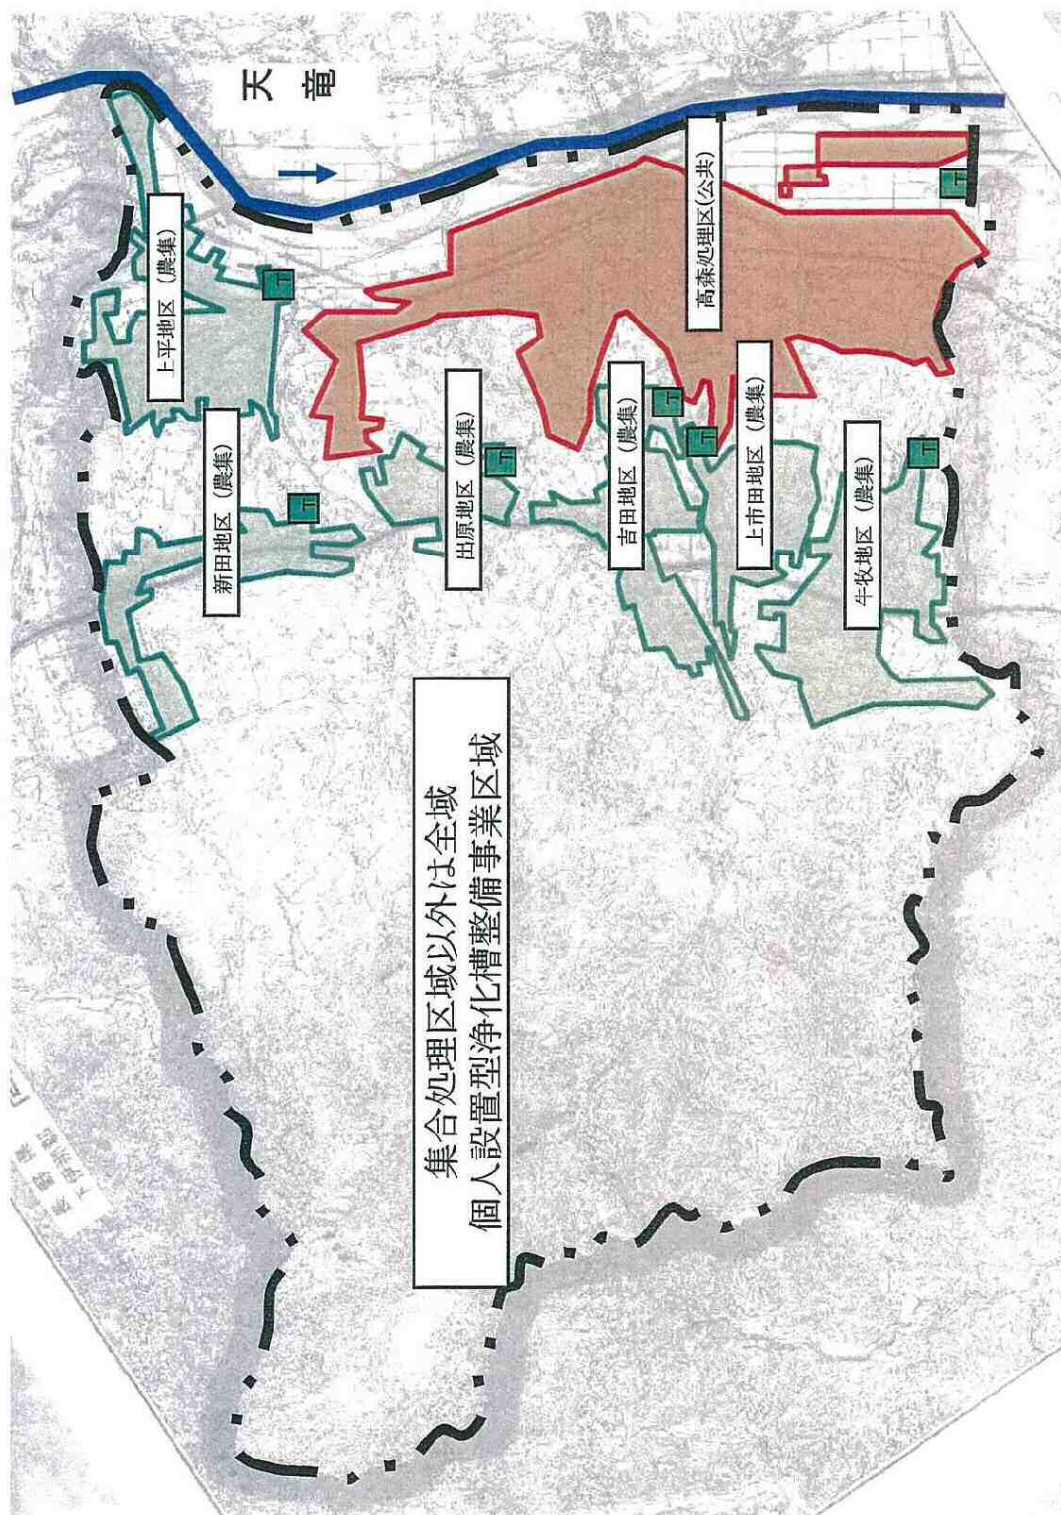 天
竜
上平地区（農集）
新田地区（農集）
高森処理区(公共)
出原地区（農集）
吉田地区（農集）
上市田地区（農集）
牛牧地区（農集）
集合処理区域以外は全域
個人設置型浄化槽整備事業区域